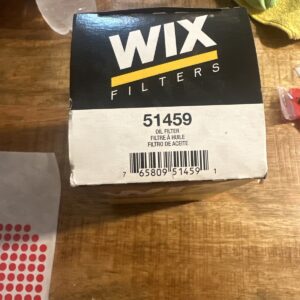 WIX
FILTERS
51459
OIL FILTER
FILTRE À HUILE
FILTRO DE ACEITE
7 65809 51459 1